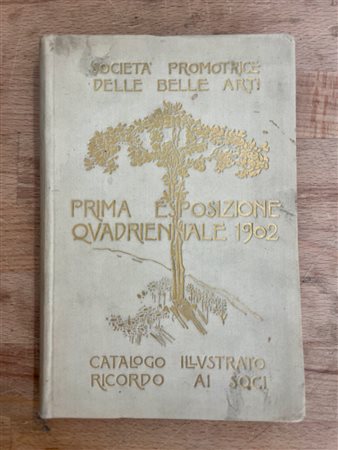 SOCIETA' PROMOTRICE
DELLE BELLE ARTI
PRIMA ESPOSIZIONE
QVADRIENNALE 1902
CATALOGO ILLVSTRATO
RICORDO AI SOCI